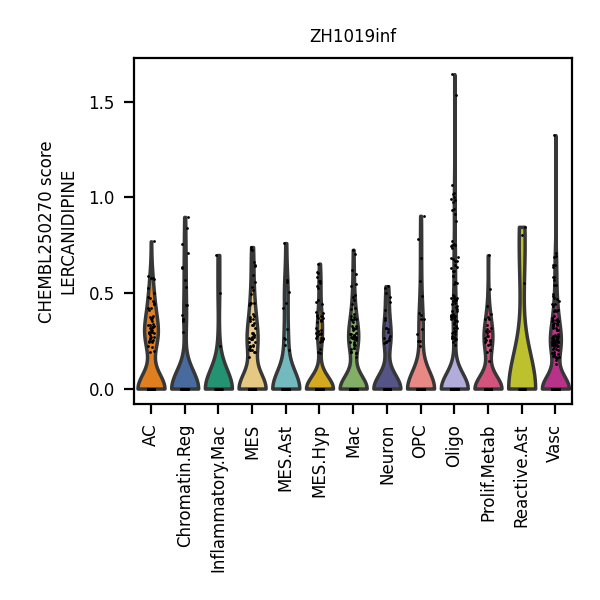 ZH1019inf
CHEMBL250270 score
LERCANIDIPINE
1.5
1.0
0.5
0.0
AC
Chromatin.Reg
Inflammatory.Mac
MES
MES.Ast
MES.Hyp
Mac
Neuron
OPC
Oligo
Prolif.Metab
Reactive.Ast
Vasc